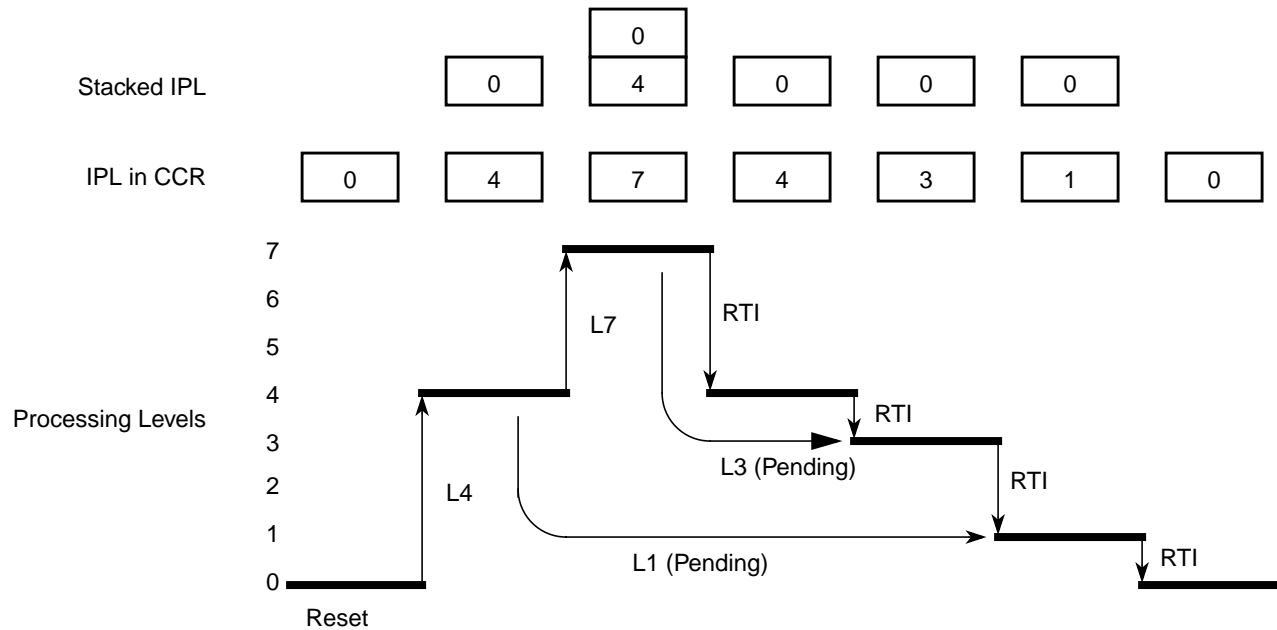 0
Stacked IPL 0 4 0 0 0
IPL in CCR 0 4 7 4 3 1 0
7
6
L7 RTI
5
4
Processing Levels RTI
3
L3 (Pending)
2
L4 RTI
1
L1 (Pending) RTI
0
Reset